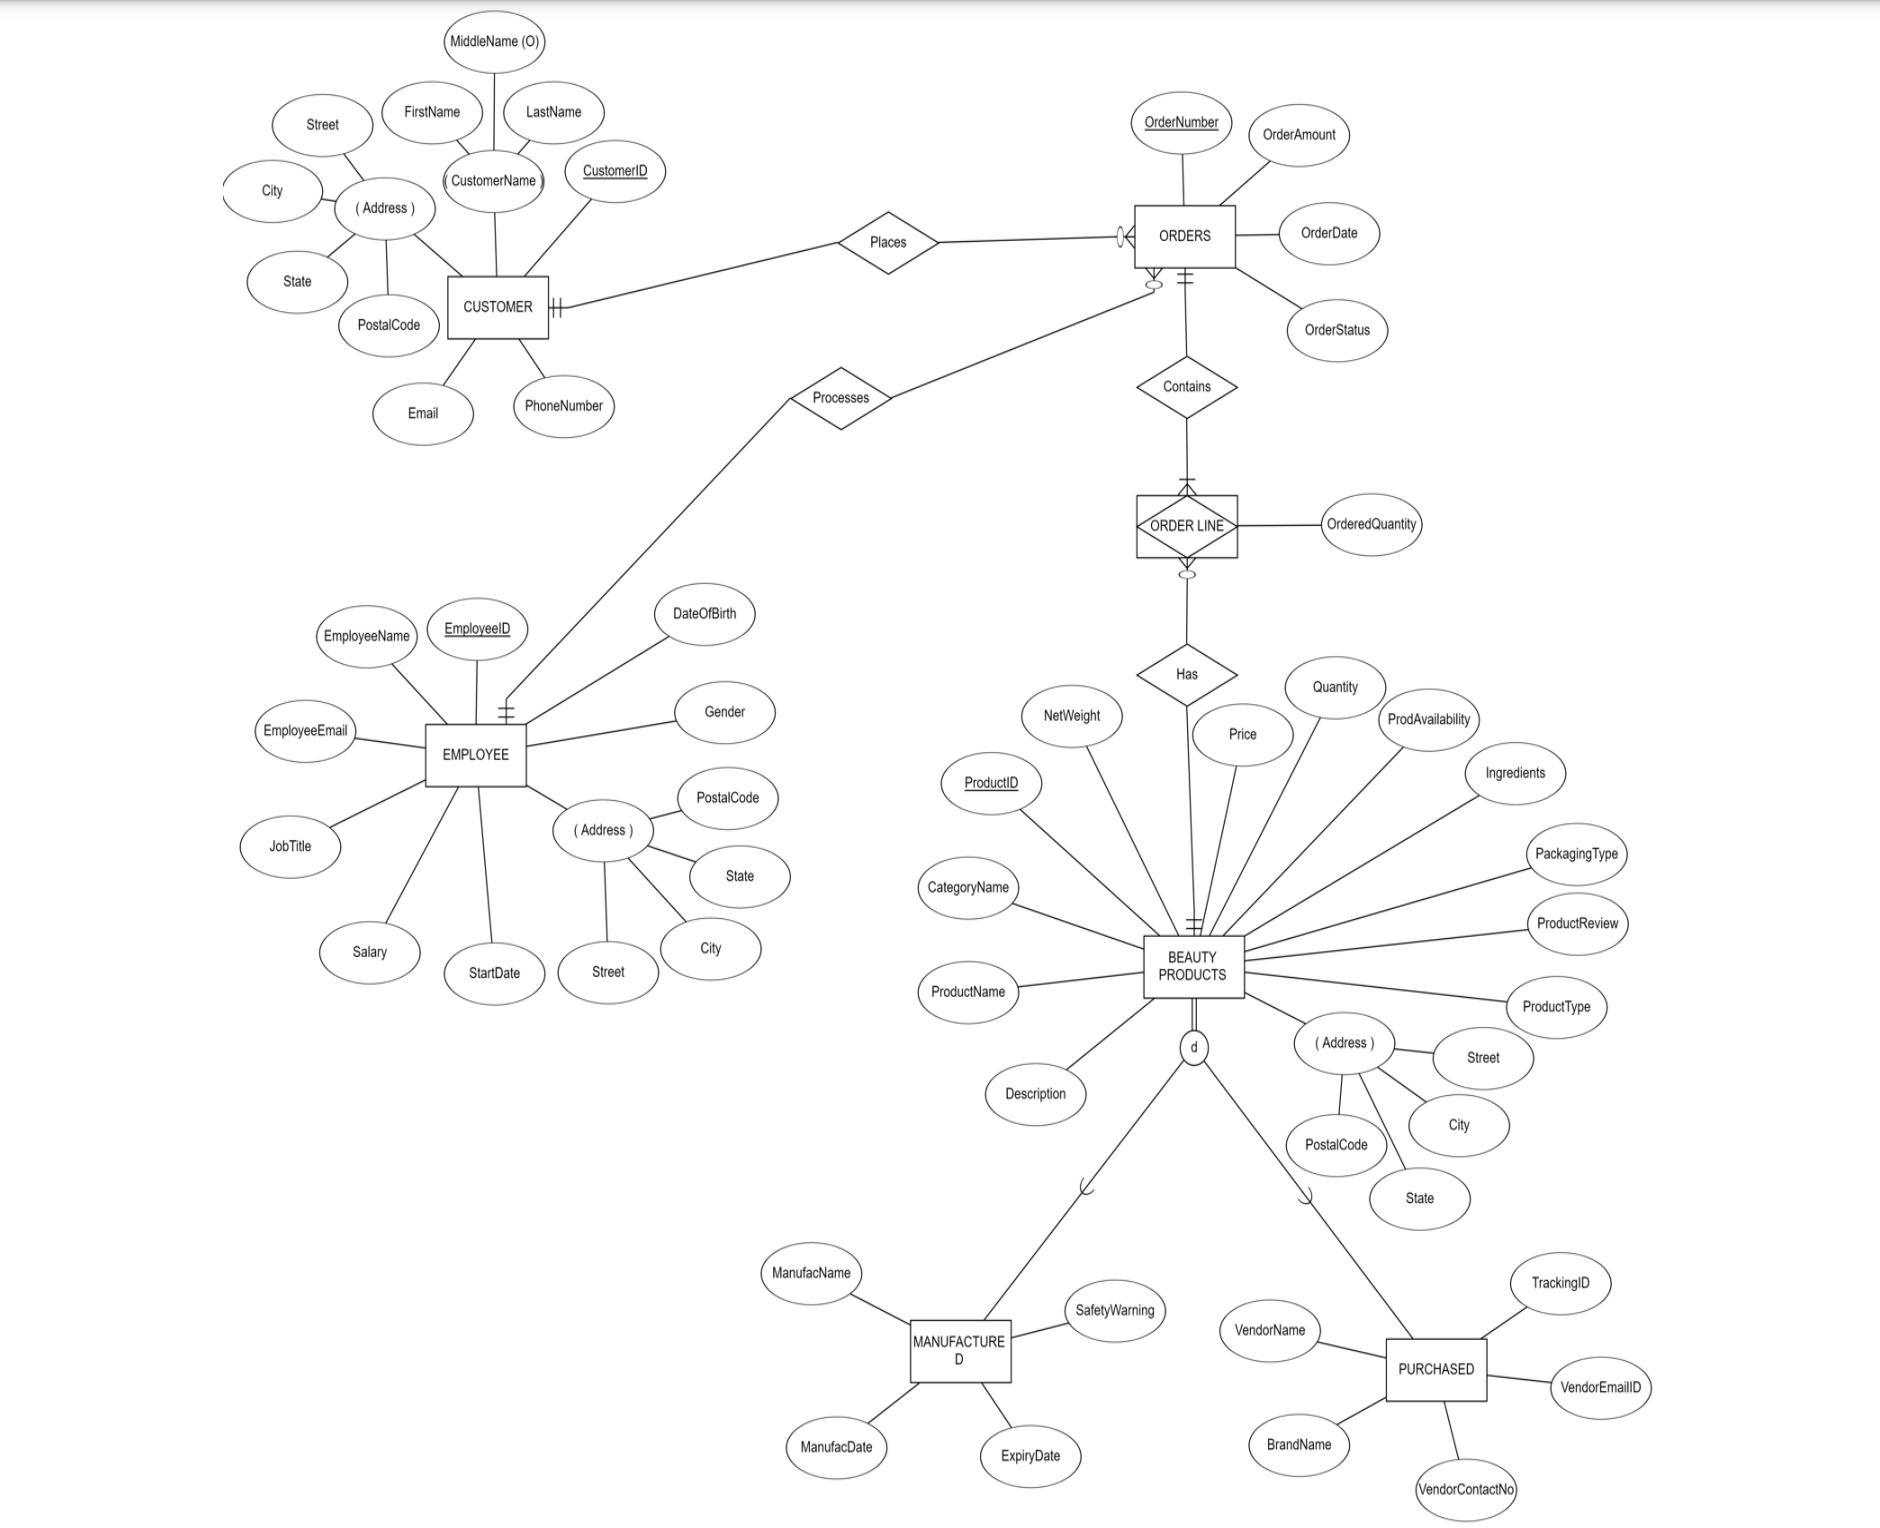 MiddleName (O)
FirstName
LastName
Street
CustomerID
City
( CustomerName )
( Address )
State
PostalCode
CUSTOMER
Email
PhoneNumber
Places
OrderNumber
OrderAmount
ORDERS
OrderDate
OrderStatus
Processes
Contains
ORDER LINE
OrderedQuantity
Has
EmployeeName
EmployeeID
DateOfBirth
EmployeeEmail
Gender
EMPLOYEE
JobTitle
( Address )
PostalCode
State
City
Salary
StartDate
Street
NetWeight
Price
Quantity
ProdAvailability
Ingredients
ProductID
PackagingType
CategoryName
ProductReview
BEAUTY
PRODUCTS
ProductName
ProductType
d
( Address )
Street
Description
City
PostalCode
State
ManufacName
SafetyWarning
MANUFACTURE
D
ManufacDate
ExpiryDate
TrackingID
VendorName
PURCHASED
VendorEmailID
BrandName
VendorContactNo